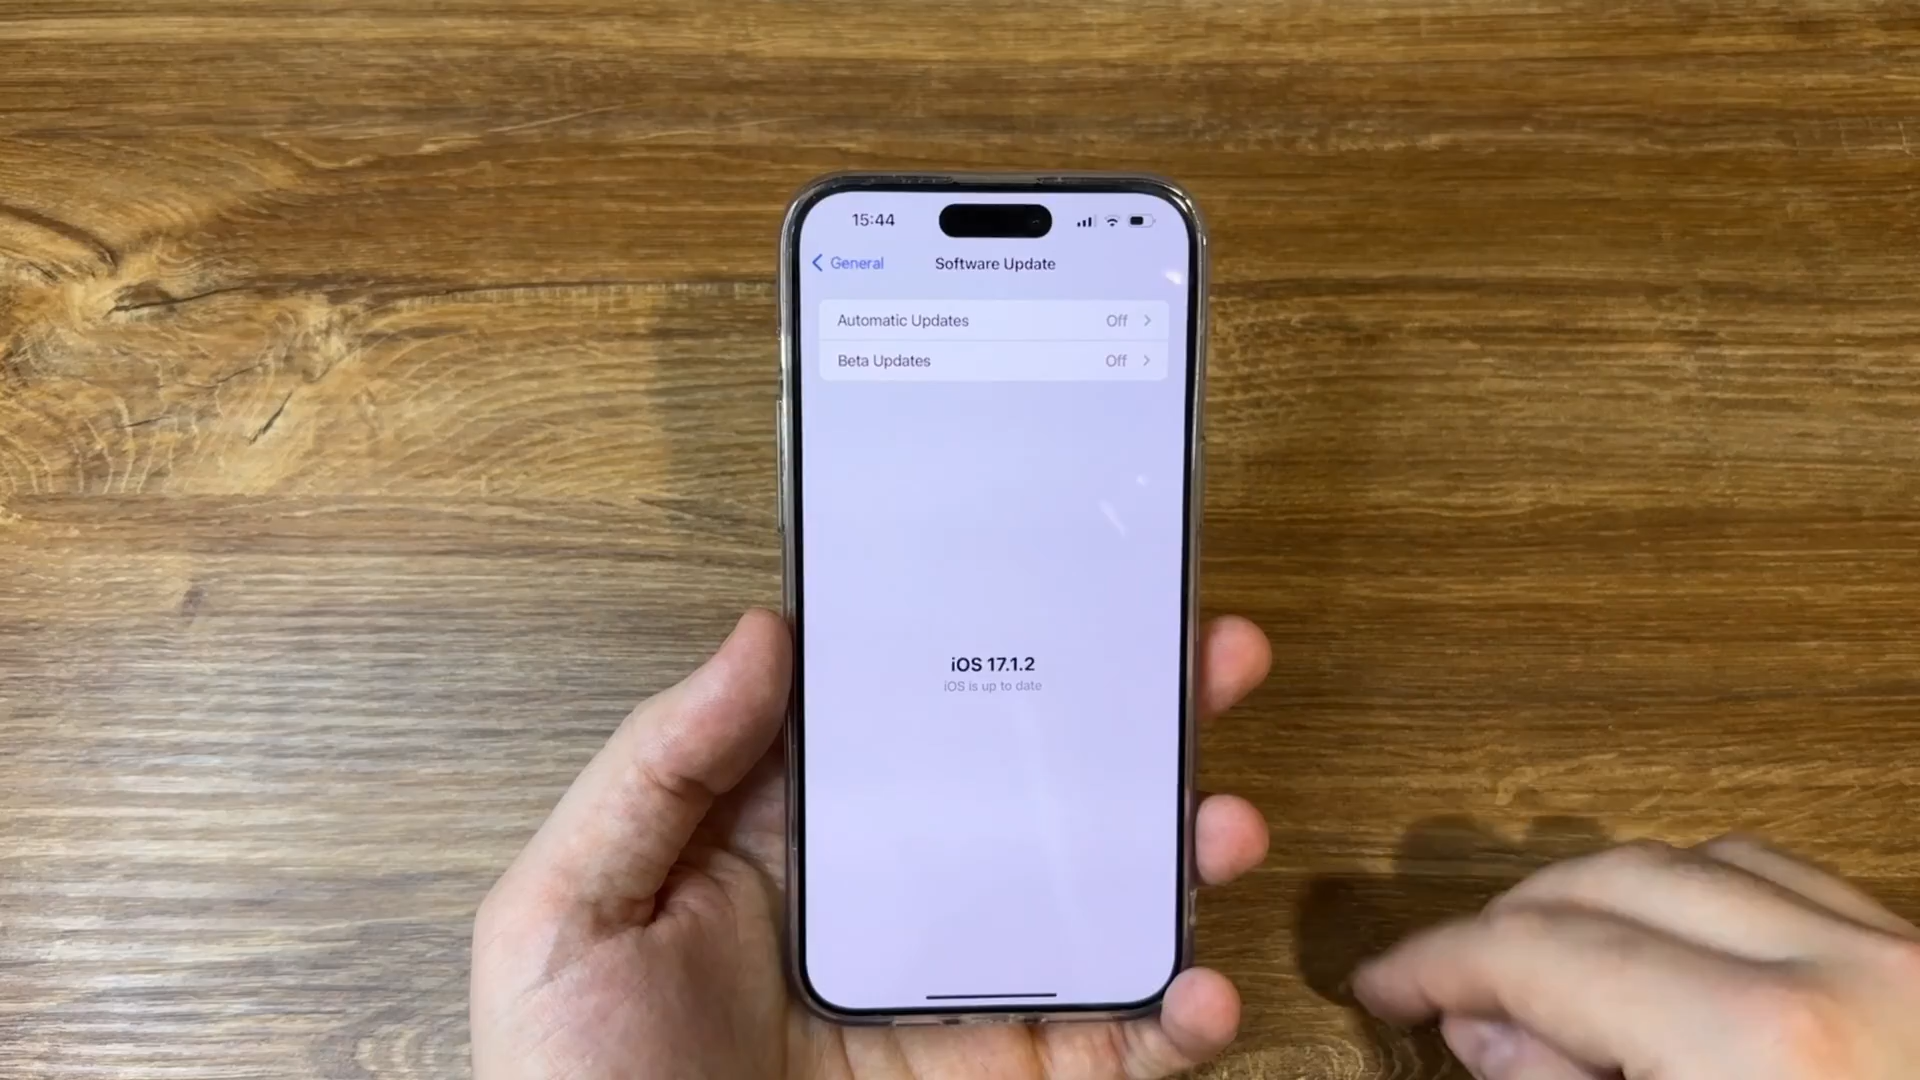 15:44
General
Software Update
Automatic Updates Off
Beta Updates Off
iOS 17.1.2
iOS is up to date